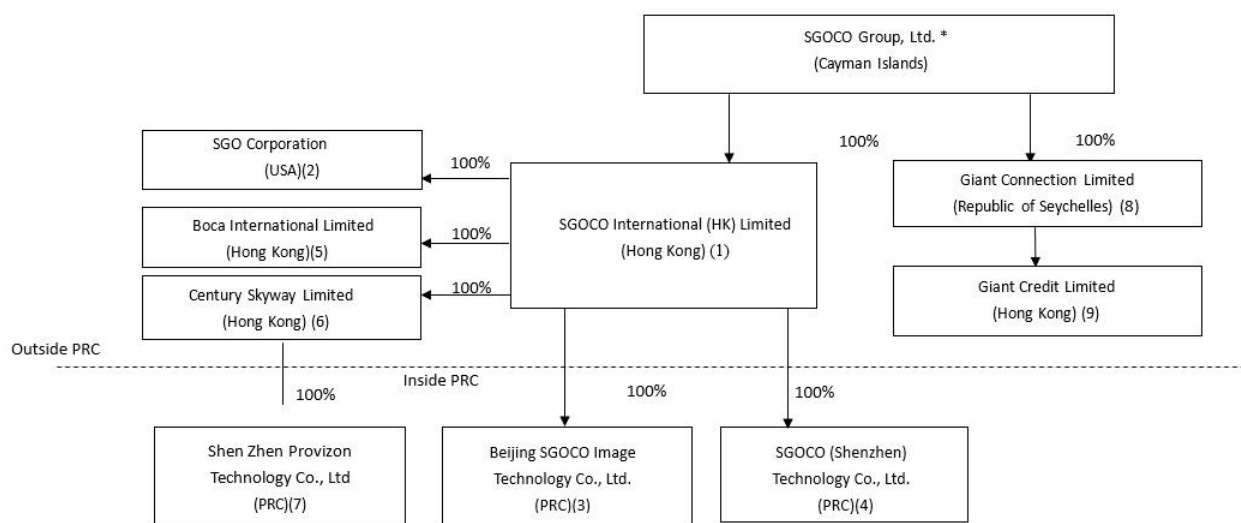 SGOCO Group, Ltd. *
(Cayman Islands)
100%
100%
SGO Corporation
(USA)(2)
100%
SGOCO International (HK) Limited
(Hong Kong) (1)
Giant Connection Limited
(Republic of Seychelles) (8)
Boca International Limited
(Hong Kong)(5)
100%
Century Skyway Limited
(Hong Kong) (6)
100%
Giant Credit Limited
(Hong Kong) (9)
Outside PRC
Inside PRC
100%
100%
100%
Shen Zhen Provizon
Technology Co., Ltd
(PRC)(7)
Beijing SGOCO Image
Technology Co., Ltd.
(PRC)(3)
SGOCO (Shenzhen)
Technology Co., Ltd.
(PRC)(4)